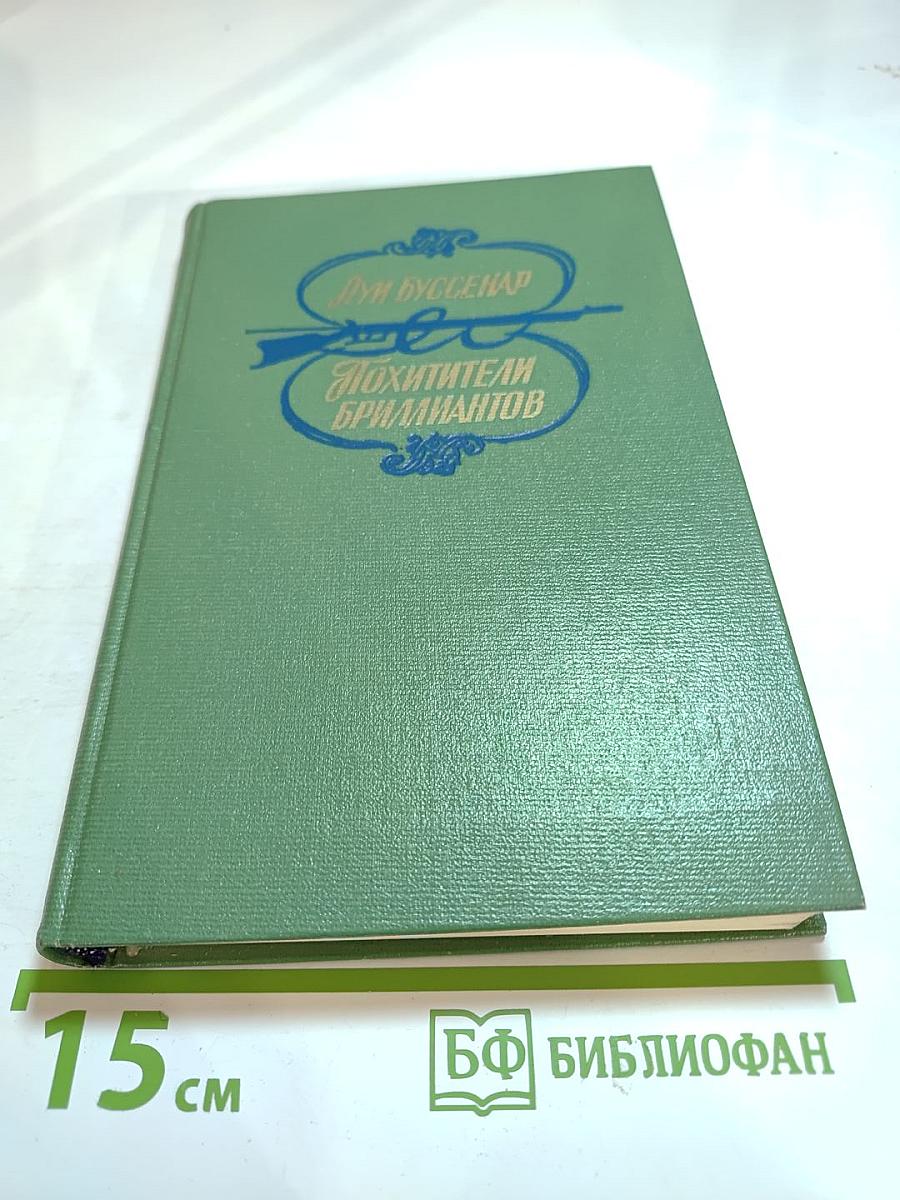 Луи Буссенар
Похитители
бриллиантов
15 см
БФ БИБЛИОФАН